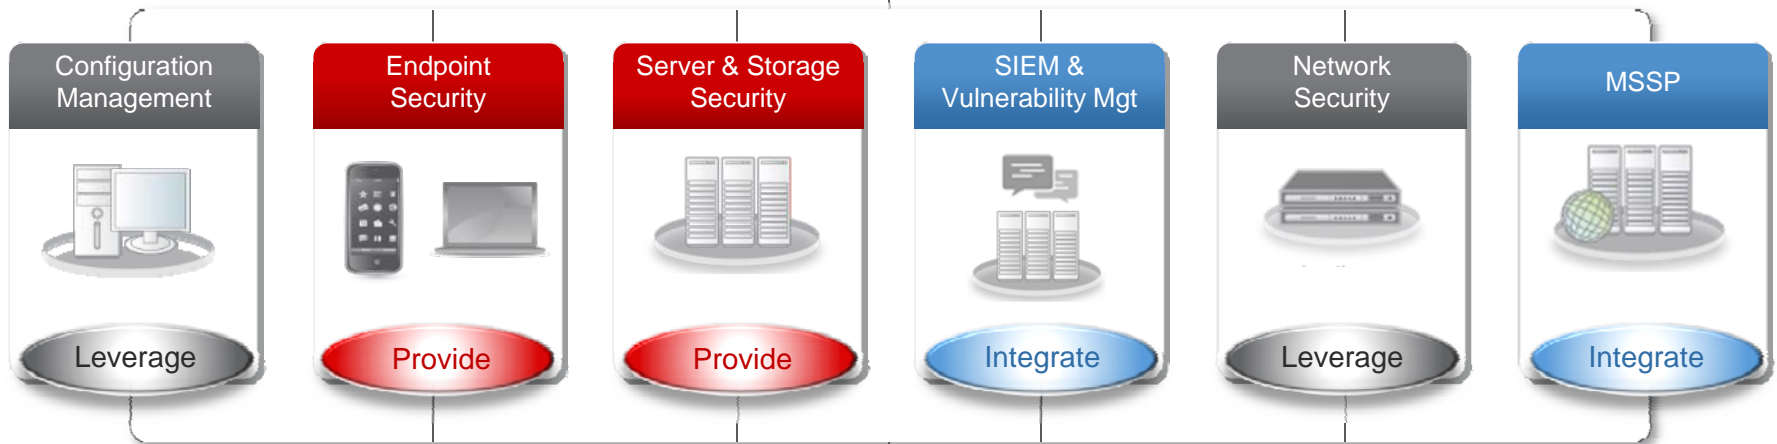 Configuration
Management
Endpoint
Security
Server & Storage
Security
SIEM &
Vulnerability Mgt
Network
Security
MSSP
Leverage
Provide
Provide
Integrate
Leverage
Integrate